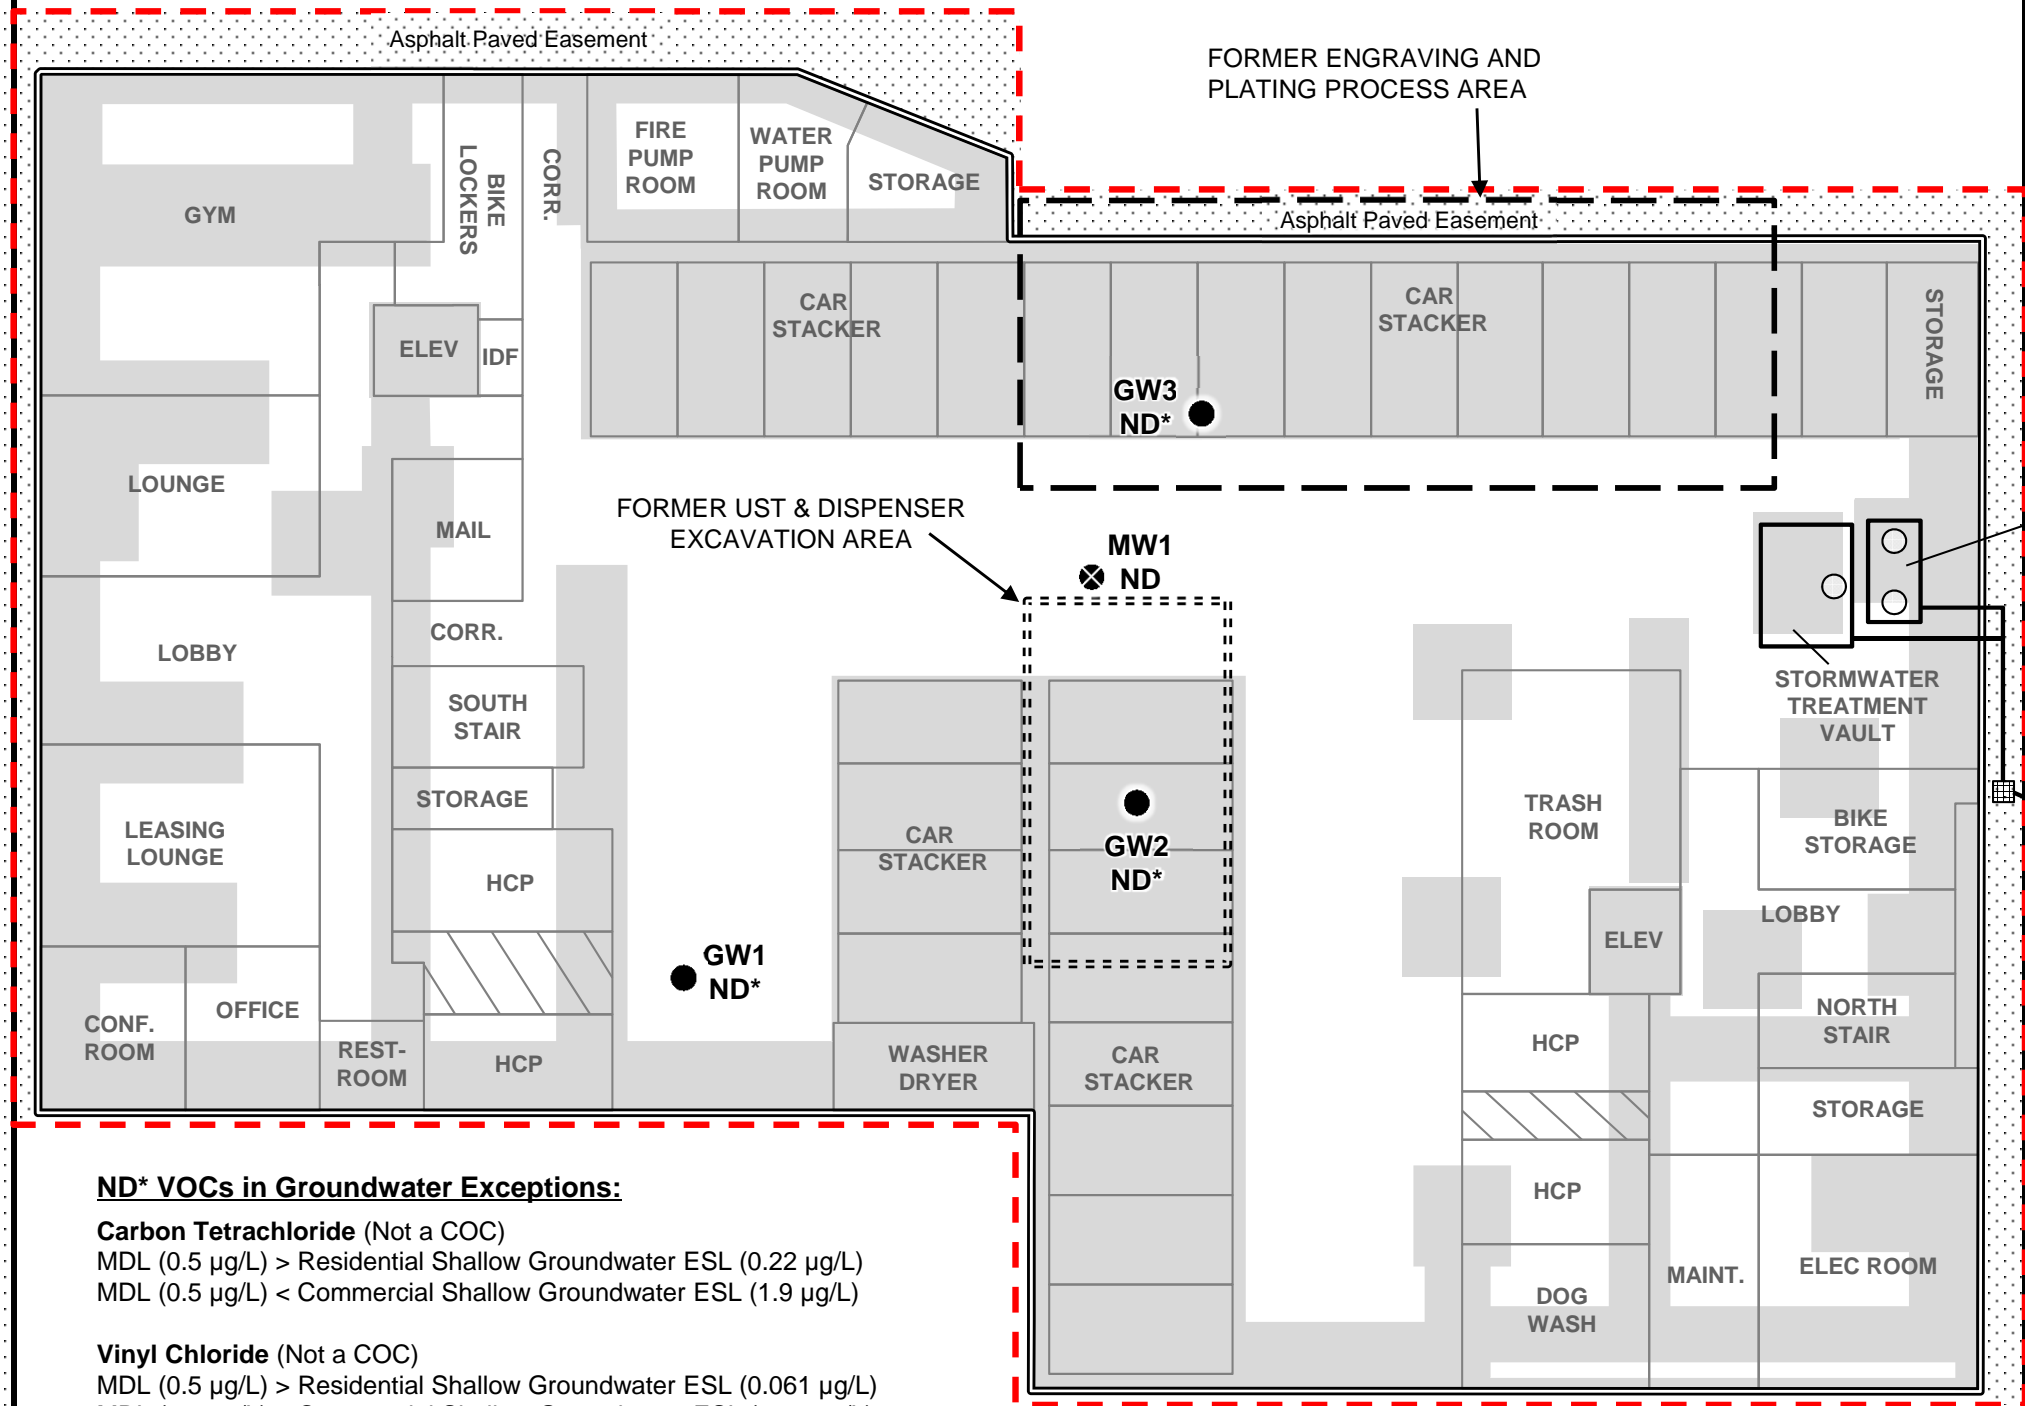 Asphalt Paved Easement
FORMER ENGRAVING AND
PLATING PROCESS AREA
Asphalt Paved Easement
GYM
BIKE
LOCKERS
CORR.
FIRE
PUMP
ROOM
WATER
PUMP
ROOM
STORAGE
ELEV
IDF
CAR
STACKER
CAR
STACKER
STORAGE
GW3
ND*
LOUNGE
MAIL
FORMER UST & DISPENSER
EXCAVATION AREA
MW1
ND
LOBBY
CORR.
SOUTH
STAIR
STORAGE
STORMWATER
TREATMENT
VAULT
LEASING
LOUNGE
HCP
CAR
STACKER
GW2
ND*
TRASH
ROOM
BIKE
STORAGE
LOBBY
ELEV
GW1
ND*
CONF.
ROOM
OFFICE
REST-
ROOM
HCP
WASHER
DRYER
CAR
STACKER
HCP
NORTH
STAIR
STORAGE
HCP
MAINT.
ELEC ROOM
DOG
WASH
ND* VOCs in Groundwater Exceptions:
Carbon Tetrachloride (Not a COC)
MDL (0.5 µg/L) > Residential Shallow Groundwater ESL (0.22 µg/L)
MDL (0.5 µg/L) < Commercial Shallow Groundwater ESL (1.9 µg/L)
Vinyl Chloride (Not a COC)
MDL (0.5 µg/L) > Residential Shallow Groundwater ESL (0.061 µg/L)